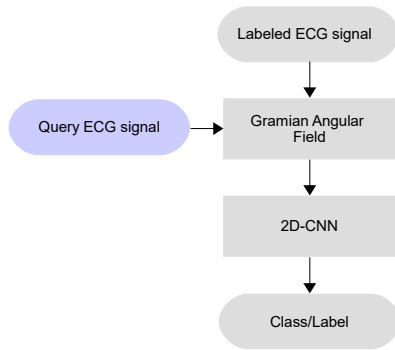 Labeled ECG signal
Query ECG signal
Gramian Angular
Field
2D-CNN
Class/Label